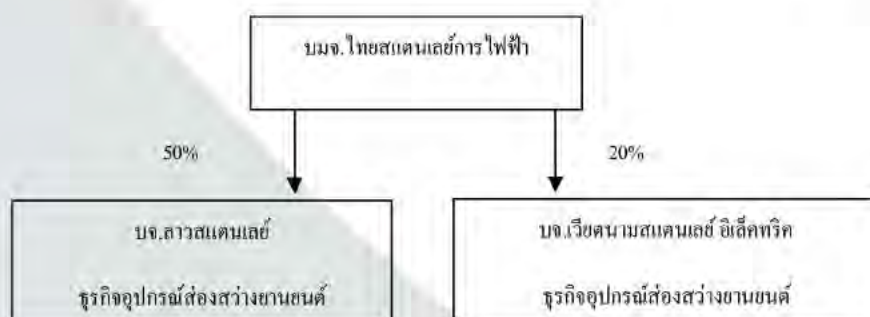 บมจ.ไทยสแตนเลย์การไฟฟ้า
50%
20%
บจ.ลาวสแตนเลย์
ธุรกิจอุปกรณ์ส่องสว่างยานยนต์
บจ.เวียดนามสแตนเลย์ อิเล็คทริค
ธุรกิจอุปกรณ์ส่องสว่างยานยนต์